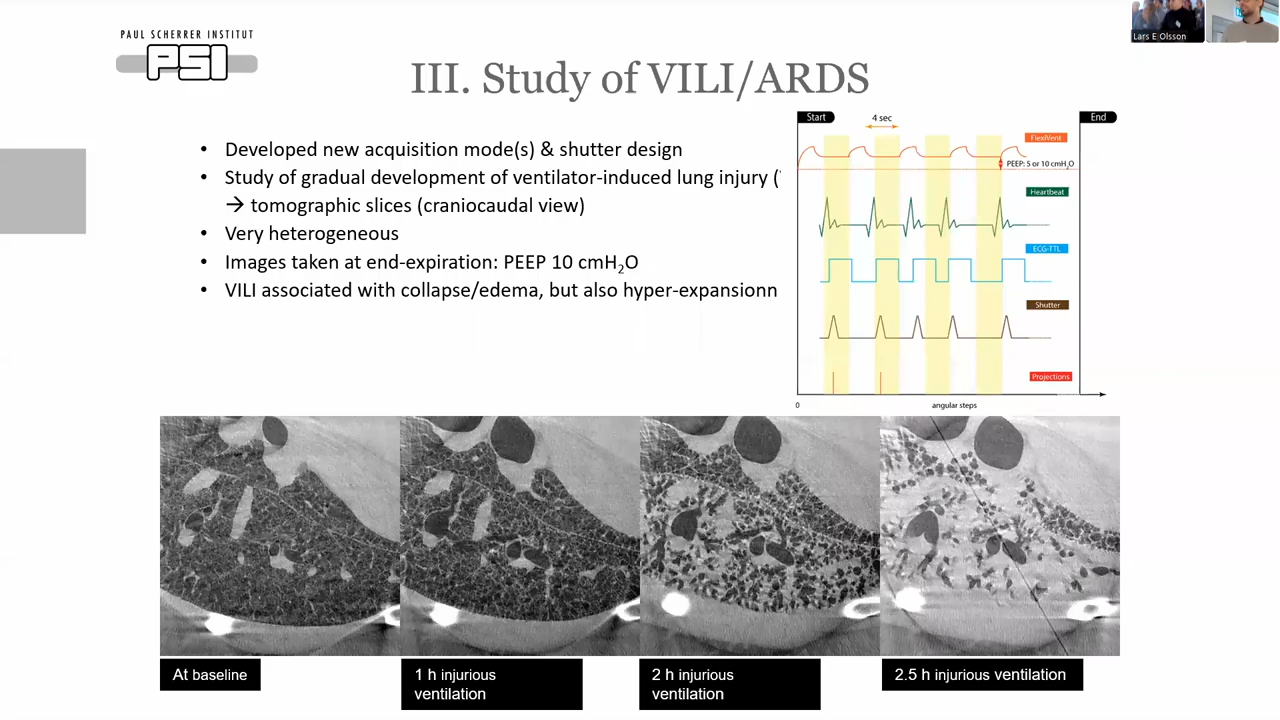 PAUL SCHERRER INSTITUT
PSI
Lars E Olsson
III. Study of VILI/ARDS
• Developed new acquisition mode(s) & shutter design
• Study of gradual development of ventilator-induced lung injury (
→ tomographic slices (craniocaudal view)
• Very heterogeneous
• Images taken at end-expiration: PEEP 10 cmH₂O
• VILI associated with collapse/edema, but also hyper-expansionn
Start
4 sec
End
FlexiVent
PEEP: 5 or 10 cmH₂O
Heartbeat
ECG-TTL
Shutter
Projections
0
angular steps
At baseline
1 h injurious
ventilation
2 h injurious
ventilation
2.5 h injurious ventilation